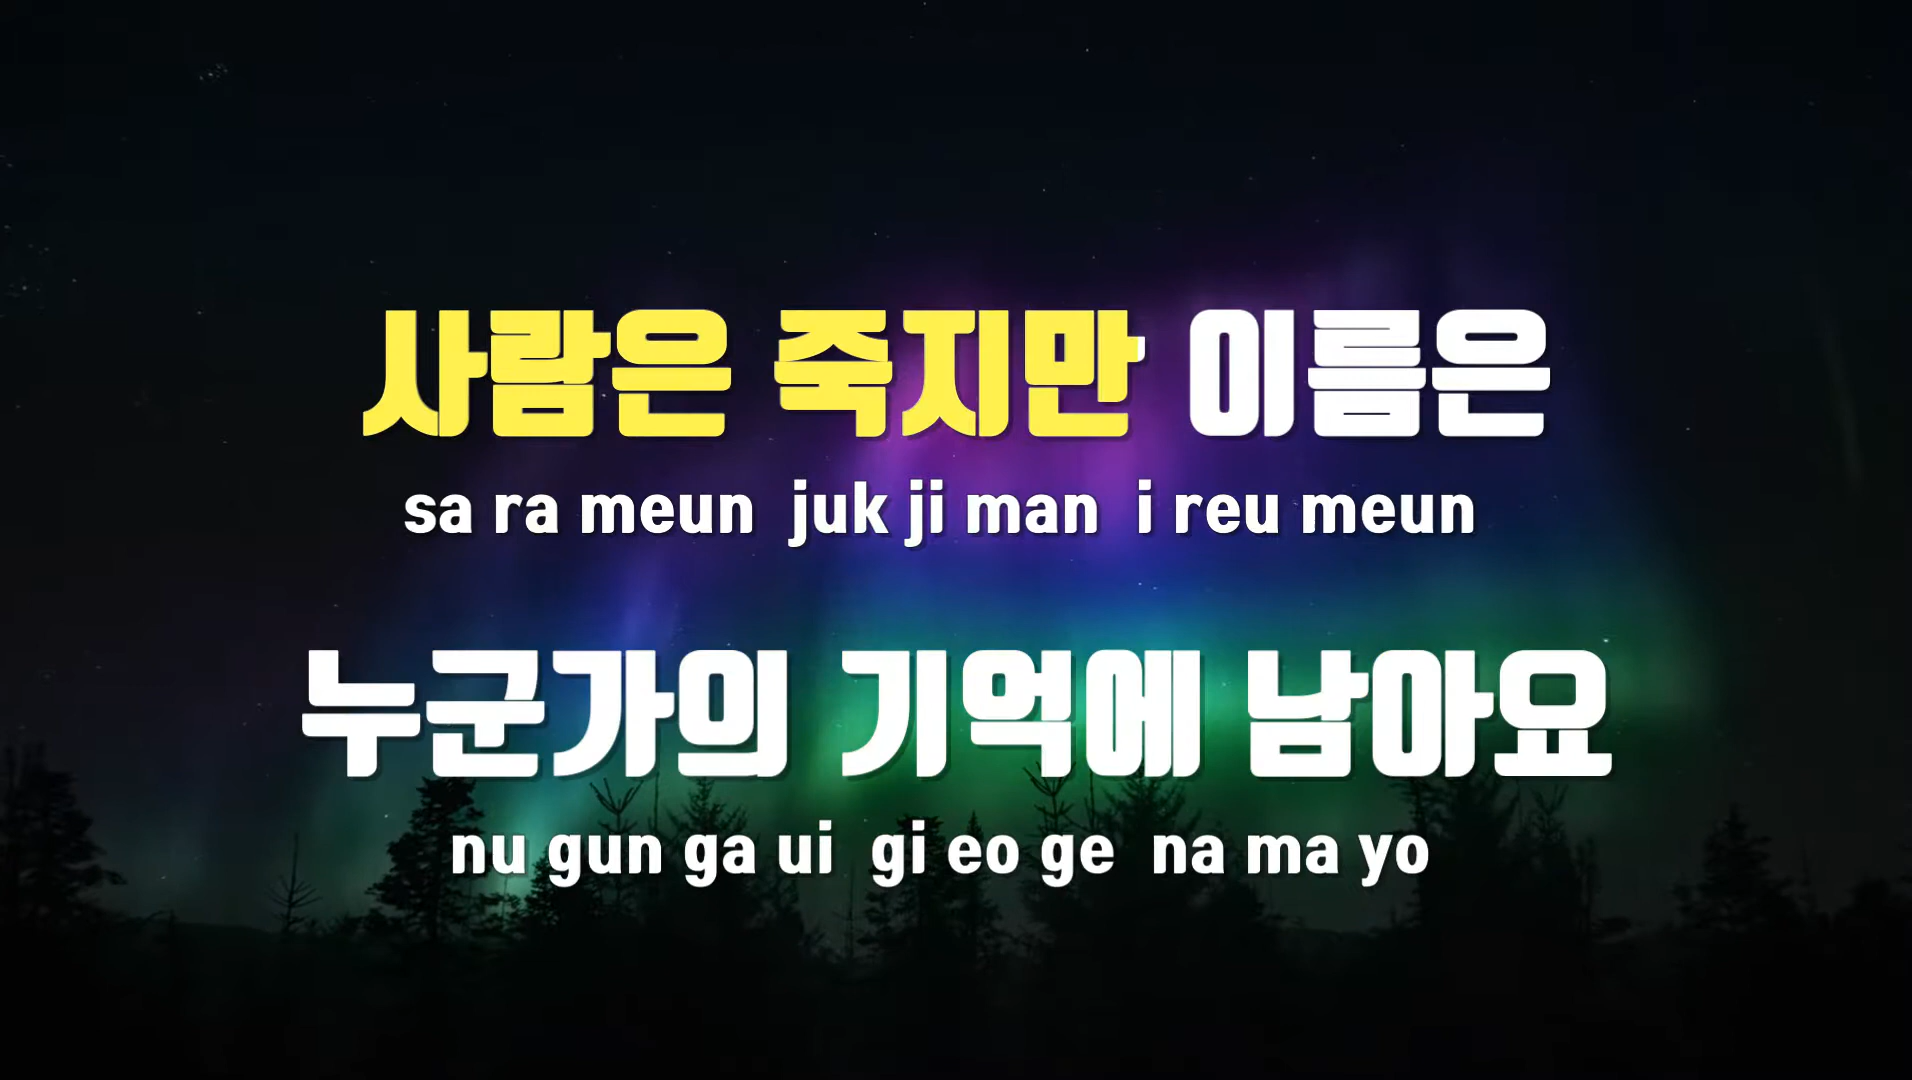 사람은 죽지만 이름은
sa ra meun juk ji man i reu meun
누군가의 기억에 남아요
nu gun ga ui gi eo ge na ma yo